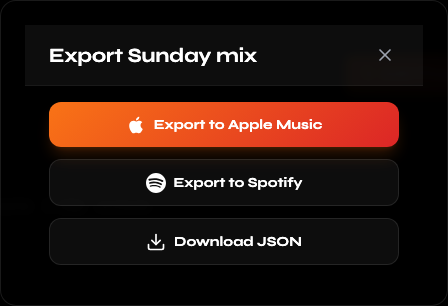 Export Sunday mix
Export to Apple Music
Export to Spotify
Download JSON